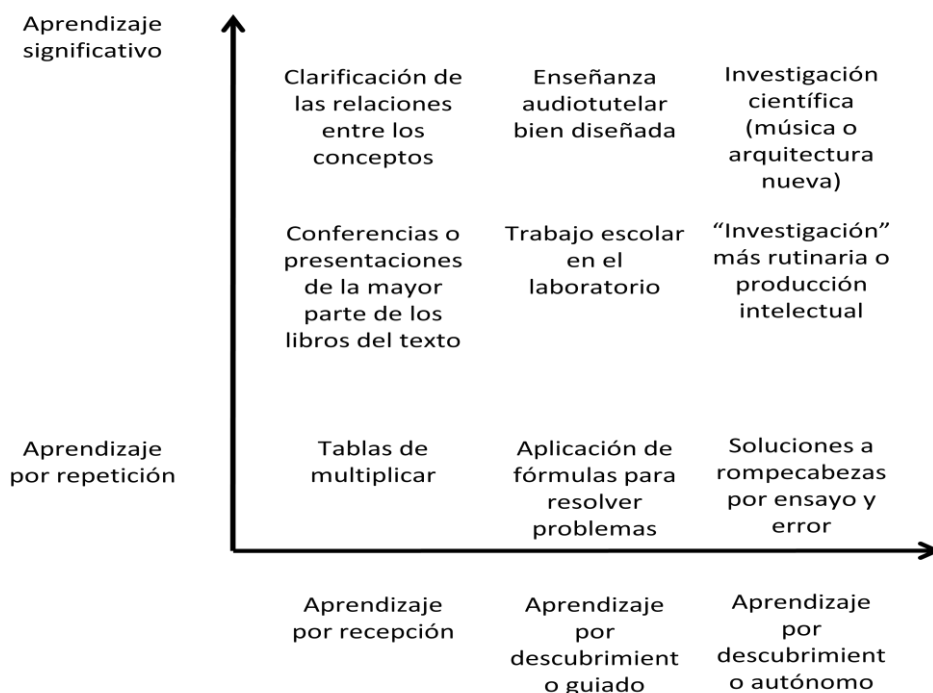 Aprendizaje
significativo
Clarificación de
las relaciones
entre los
conceptos
Enseñanza
audiotutelar
bien diseñada
Investigación
científica
(música o
arquitectura
nueva)
Conferencias o
presentaciones
de la mayor
parte de los
libros del texto
Trabajo escolar
en el
laboratorio
“Investigación”
más rutinaria o
producción
intelectual
Aprendizaje
por repetición
Tablas de
multiplicar
Aplicación de
fórmulas para
resolver
problemas
Soluciones a
rompecabezas
por ensayo y
error
Aprendizaje
por recepción
Aprendizaje
por
descubrimient
o guiado
Aprendizaje
por
descubrimient
o autónomo